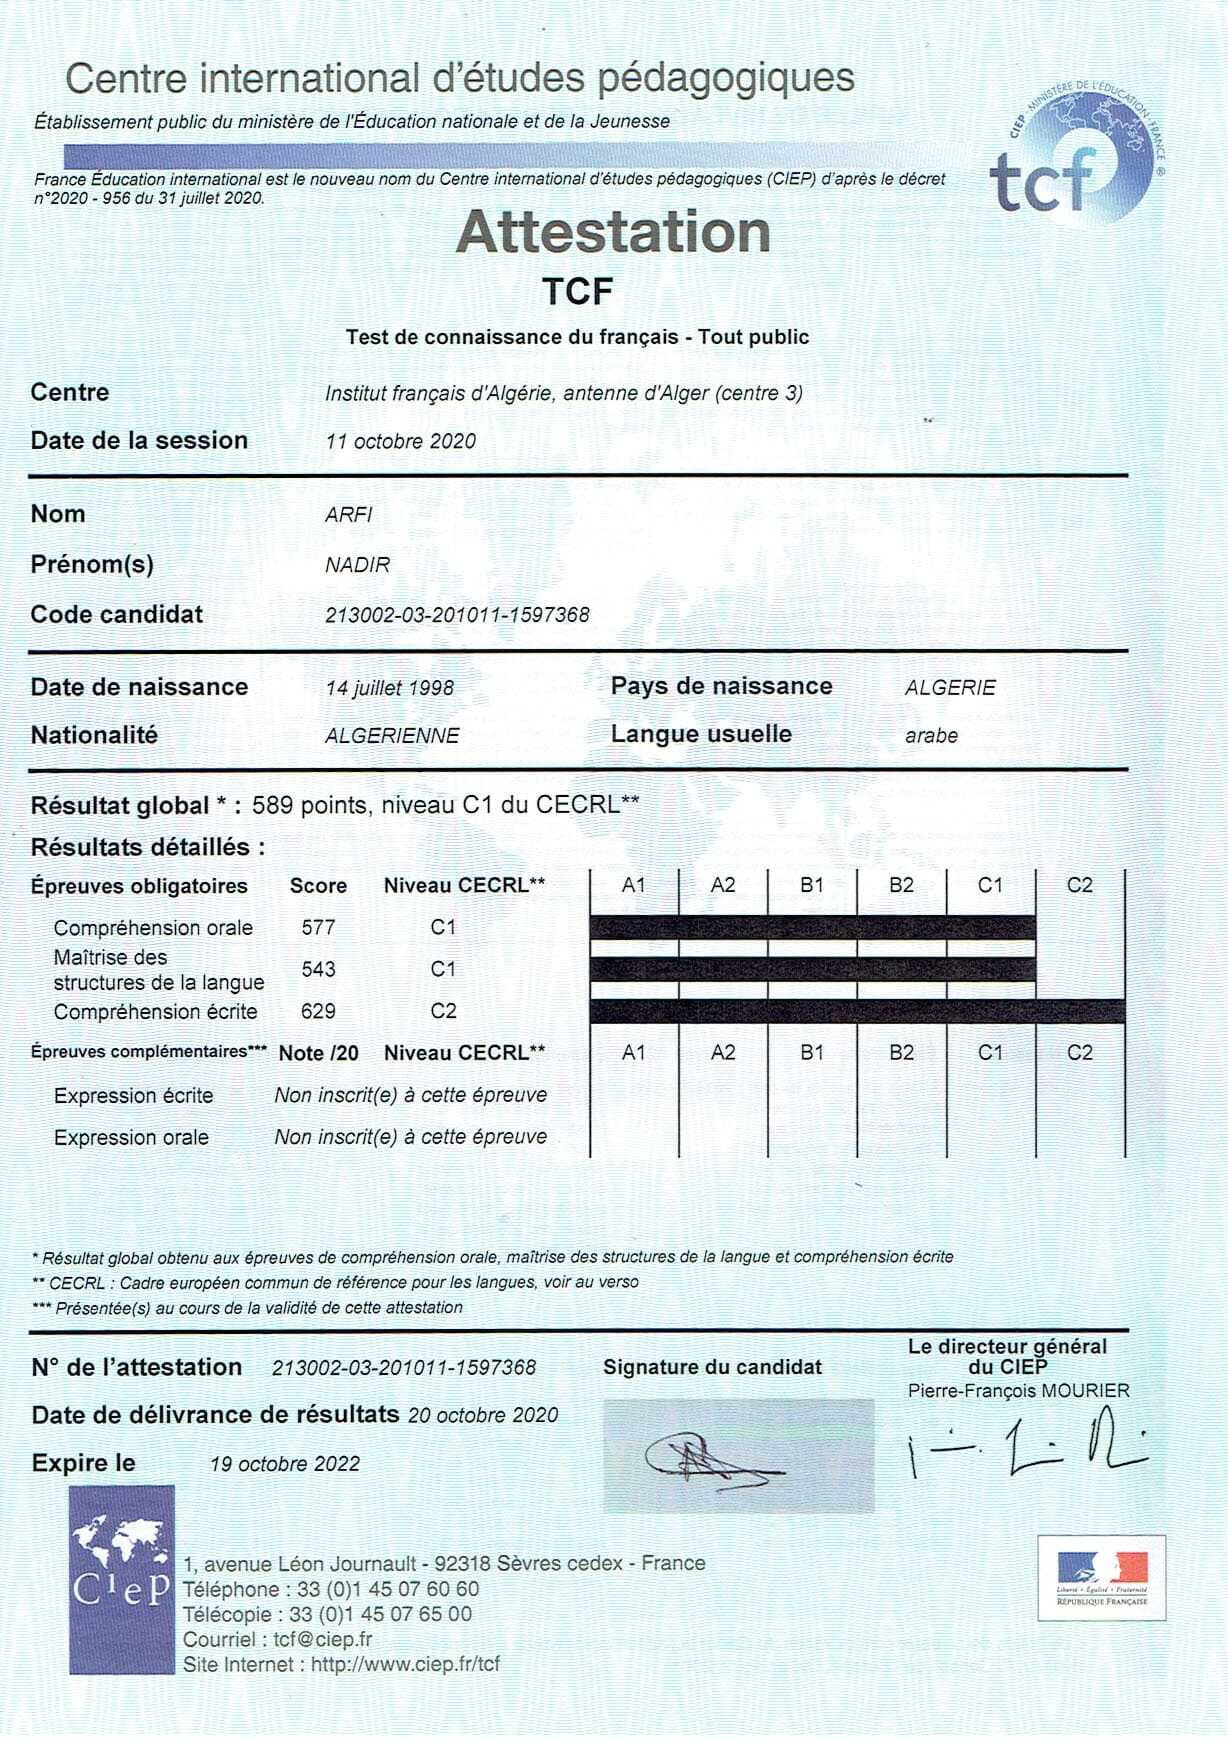 Centre international d'études pédagogiques
Établissement public du ministère de l'Éducation nationale et de la Jeunesse
CIEP · MINISTÈRE DE L'ÉDUCATION · FRANCE
tcf ®
France Éducation international est le nouveau nom du Centre international d'études pédagogiques (CIEP) d'après le décret
n°2020 - 956 du 31 juillet 2020.
Attestation
TCF
Test de connaissance du français - Tout public
Centre Institut français d'Algérie, antenne d'Alger (centre 3)
Date de la session 11 octobre 2020
Nom ARFI
Prénom(s) NADIR
Code candidat 213002-03-201011-1597368
Date de naissance 14 juillet 1998 Pays de naissance ALGERIE
Nationalité ALGERIENNE Langue usuelle arabe
Résultat global * : 589 points, niveau C1 du CECRL**
Résultats détaillés :
Épreuves obligatoires Score Niveau CECRL** A1 A2 B1 B2 C1 C2
Compréhension orale 577 C1
Maîtrise des
structures de la langue 543 C1
Compréhension écrite 629 C2
Épreuves complémentaires*** Note /20 Niveau CECRL** A1 A2 B1 B2 C1 C2
Expression écrite Non inscrit(e) à cette épreuve
Expression orale Non inscrit(e) à cette épreuve
* Résultat global obtenu aux épreuves de compréhension orale, maîtrise des structures de la langue et compréhension écrite
** CECRL : Cadre européen commun de référence pour les langues, voir au verso
*** Présentée(s) au cours de la validité de cette attestation
N° de l'attestation 213002-03-201011-1597368
Signature du candidat
Le directeur général
du CIEP
Pierre-François MOURIER
Date de délivrance de résultats 20 octobre 2020
Expire le 19 octobre 2022
Ciep
1, avenue Léon Journault - 92318 Sèvres cedex - France
Téléphone : 33 (0)1 45 07 60 60
Télécopie : 33 (0)1 45 07 65 00
Courriel : tcf@ciep.fr
Site Internet : http://www.ciep.fr/tcf
Liberté • Égalité • Fraternité
RÉPUBLIQUE FRANÇAISE